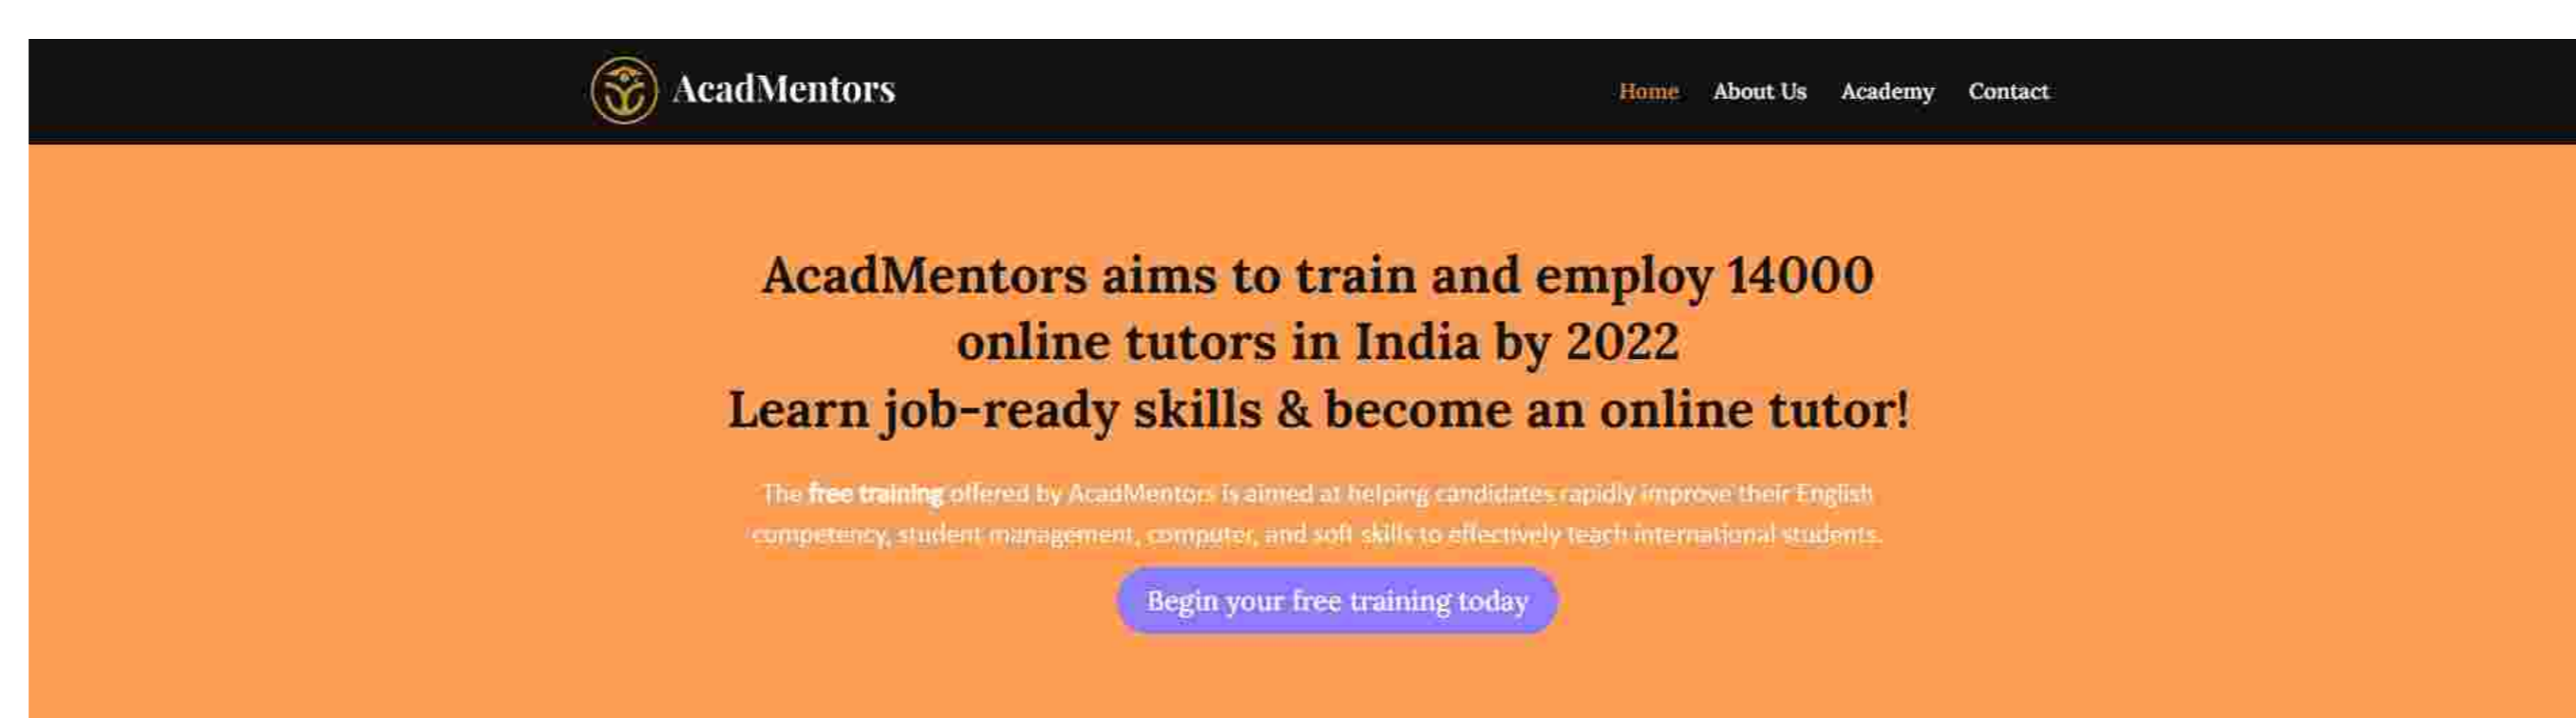 AcadMentors
Home About Us Academy Contact
AcadMentors aims to train and employ 14000
online tutors in India by 2022
Learn job-ready skills & become an online tutor!
The free training offered by AcadMentors is aimed at helping candidates rapidly improve their English
competency, student management, computer, and soft skills to effectively teach international students.
Begin your free training today